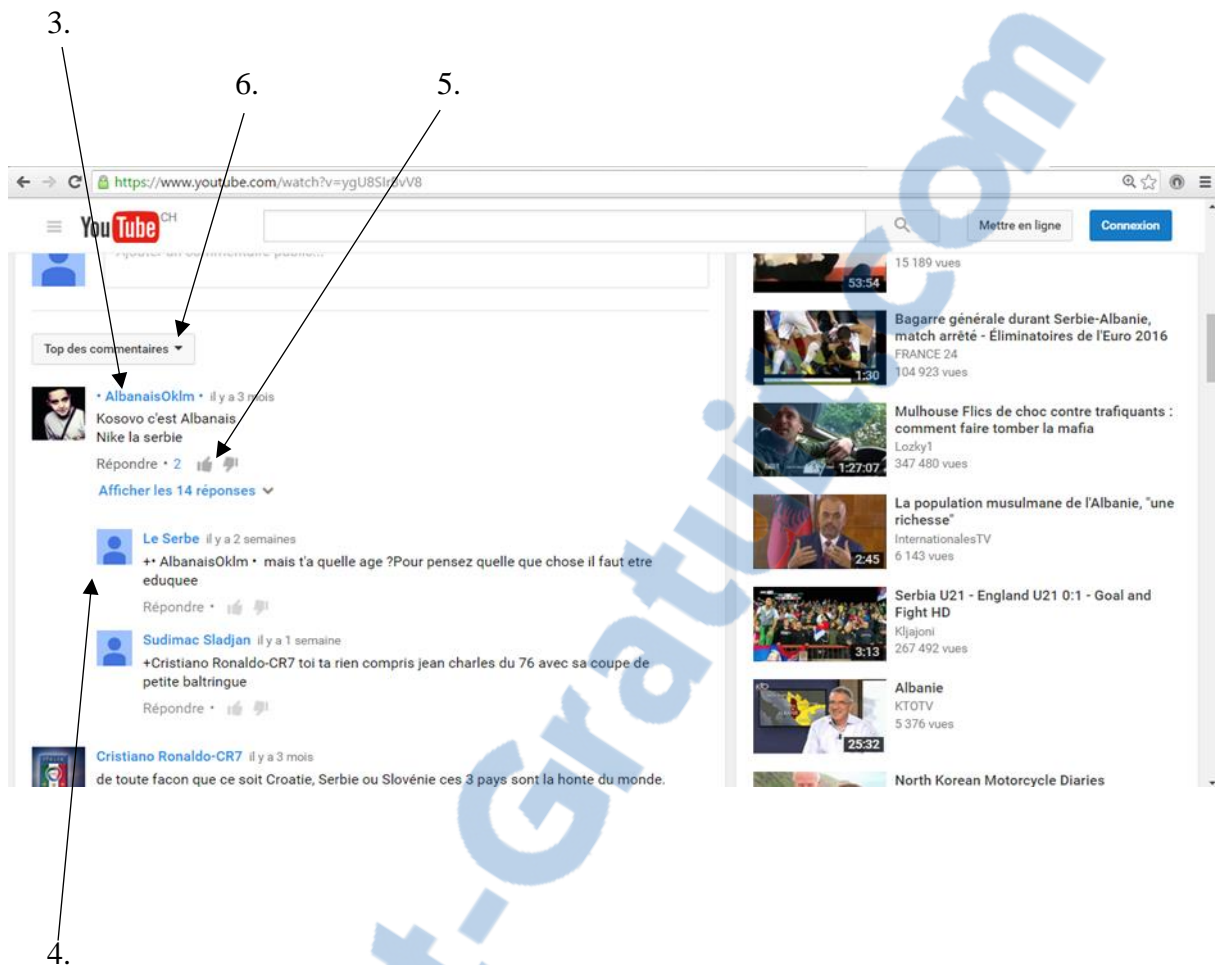 3.
6.
5.
https://www.youtube.com/watch?v=ygU8SIrBvV8
YouTube CH
Mettre en ligne
Connexion
Ajouter un commentaire public...
Top des commentaires
• AlbanaisOklm • il y a 3 mois
Kosovo c'est Albanais
Nike la serbie
Répondre • 2
Afficher les 14 réponses
Le Serbe il y a 2 semaines
+• AlbanaisOklm • mais t'a quelle age ?Pour pensez quelle que chose il faut etre
eduquee
Répondre •
Sudimac Sladjan il y a 1 semaine
+Cristiano Ronaldo-CR7 toi ta rien compris jean charles du 76 avec sa coupe de
petite baltringue
Répondre •
Cristiano Ronaldo-CR7 il y a 3 mois
de toute facon que ce soit Croatie, Serbie ou Slovénie ces 3 pays sont la honte du monde.
53:54
15 189 vues
Bagarre générale durant Serbie-Albanie,
match arrêté - Éliminatoires de l'Euro 2016
FRANCE 24
104 923 vues
1:30
Mulhouse Flics de choc contre trafiquants :
comment faire tomber la mafia
Lozky1
347 480 vues
1:27:07
La population musulmane de l'Albanie, "une
richesse"
InternationalesTV
6 143 vues
2:45
Serbia U21 - England U21 0:1 - Goal and
Fight HD
Kljajoni
267 492 vues
3:13
Albanie
KTOTV
5 376 vues
25:32
North Korean Motorcycle Diaries
4.
t-Gratuit.com